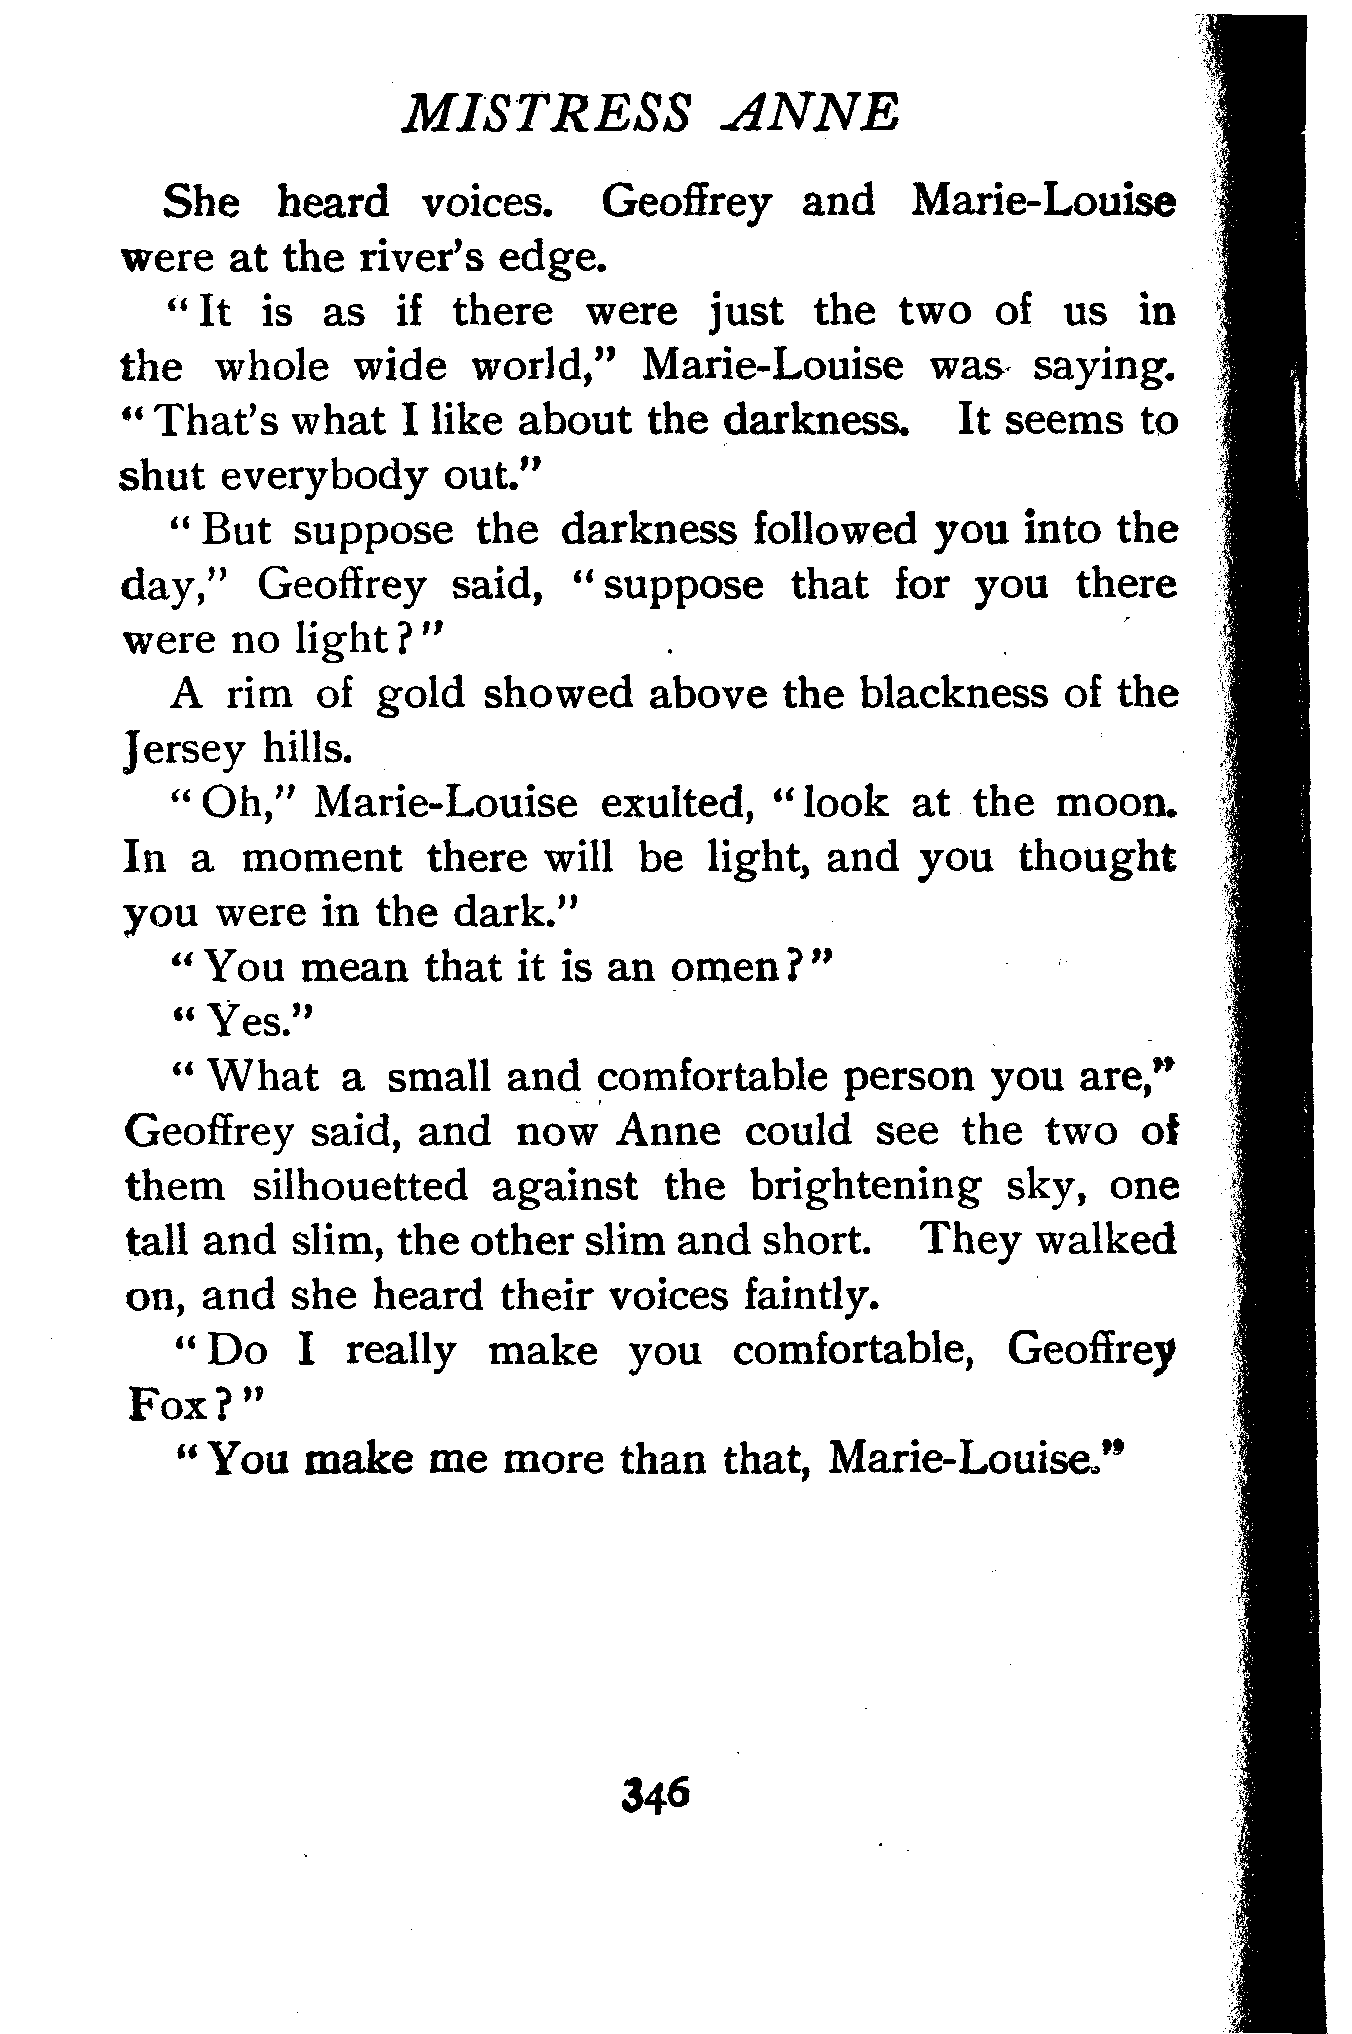 MISTRESS ANNE
She heard voices. Geoffrey and Marie-Louise
were at the river's edge.
“It is as if there were just the two of us in
the whole wide world,” Marie-Louise was saying.
“That's what I like about the darkness. It seems to
shut everybody out.”
“But suppose the darkness followed you into the
day,” Geoffrey said, “suppose that for you there
were no light?”
A rim of gold showed above the blackness of the
Jersey hills.
“Oh,” Marie-Louise exulted, “look at the moon.
In a moment there will be light, and you thought
you were in the dark.”
“You mean that it is an omen?”
“Yes.”
“What a small and comfortable person you are,”
Geoffrey said, and now Anne could see the two of
them silhouetted against the brightening sky, one
tall and slim, the other slim and short. They walked
on, and she heard their voices faintly.
“Do I really make you comfortable, Geoffrey
Fox?”
“You make me more than that, Marie-Louise.”
346